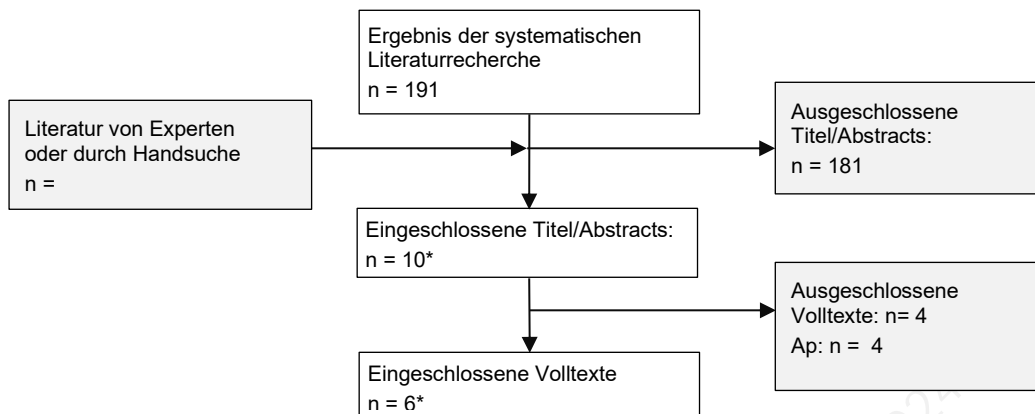 Ergebnis der systematischen
Literaturrecherche
n = 191
Literatur von Experten
oder durch Handsuche
n =
Ausgeschlossene
Titel/Abstracts:
n = 181
Eingeschlossene Titel/Abstracts:
n = 10*
Ausgeschlossene
Volltexte: n= 4
Ap: n = 4
Eingeschlossene Volltexte
n = 6*